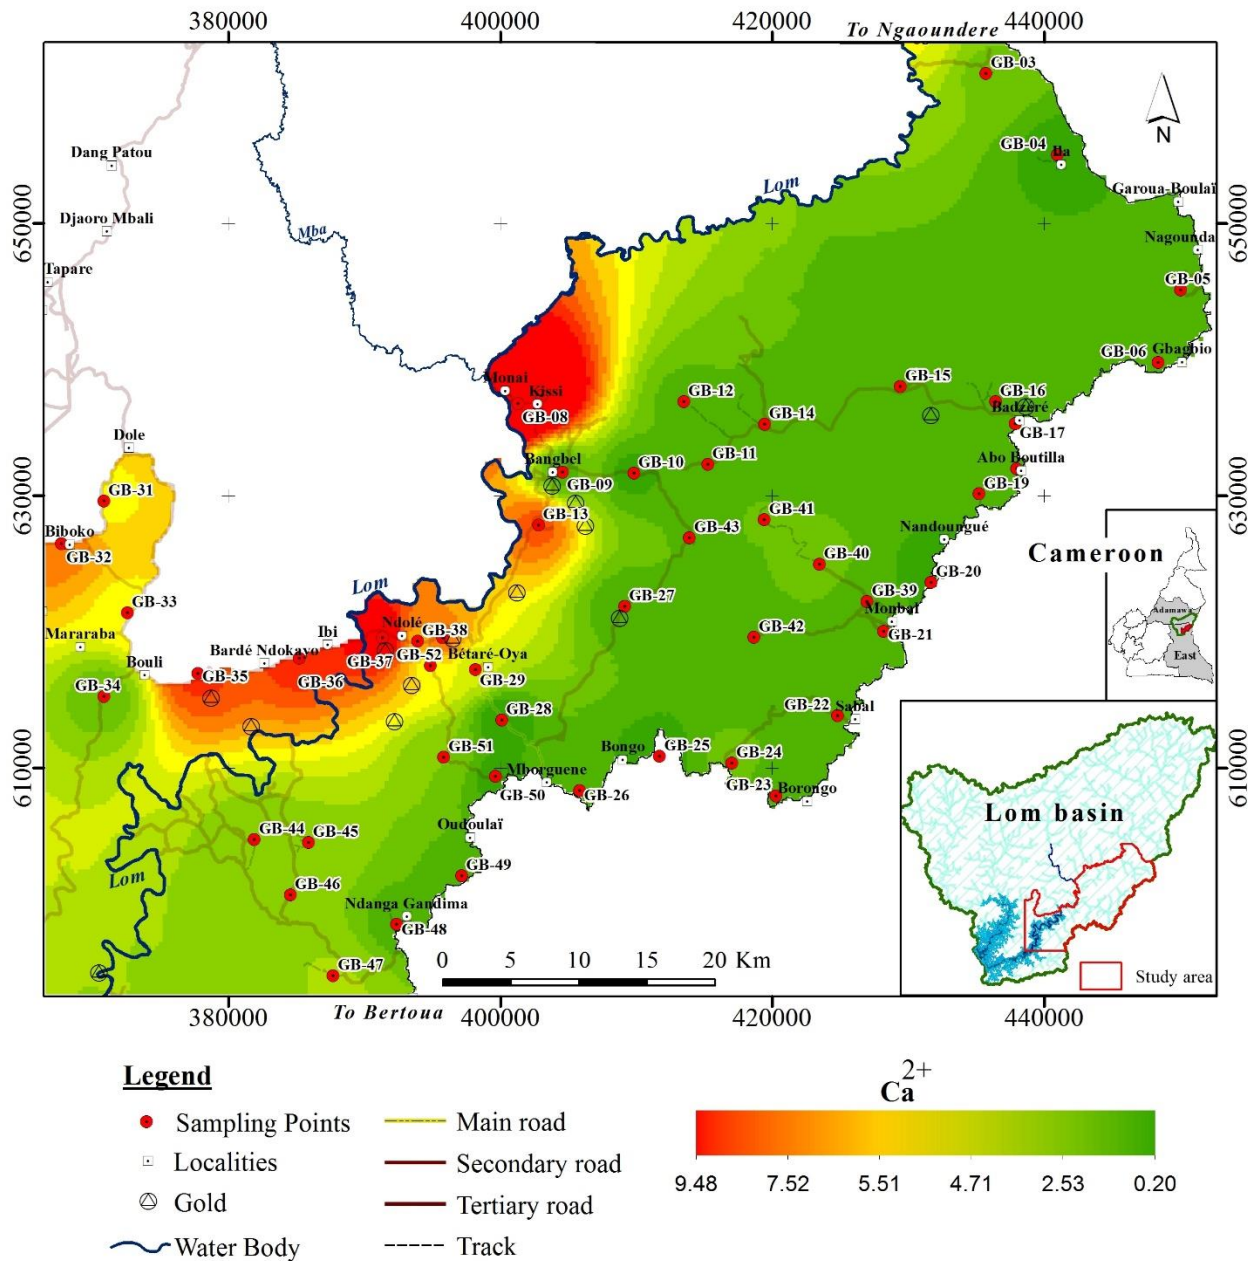 380000
400000
420000
440000
To Ngaoundere
GB-03
N
GB-04
Ila
Dang Patou
Lom
Garoua-Boulaï
Djaoro Mbali
650000
650000
Mba
Nagounda
Tapare
GB-05
GB-06
Gbagbio
Monai
Kissi
GB-08
GB-12
GB-15
GB-16
Badzéré
GB-14
GB-17
Dole
Bangbel
GB-10
GB-11
Abo Boutilla
GB-09
GB-31
GB-19
630000
630000
GB-13
GB-41
Biboko
GB-43
Nandoungué
GB-32
GB-40
Cameroon
Lom
GB-20
GB-33
GB-27
GB-39
Adamawa
Monbal
Mararaba
Ibi
Ndolé
GB-38
GB-42
GB-21
Bardé Ndokayo
GB-37
GB-52
Bétaré-Oya
East
Bouli
GB-35
GB-36
GB-29
GB-34
GB-28
GB-22
Sabal
GB-51
Bongo
GB-25
GB-24
610000
610000
Mborguene
GB-23
Borongo
GB-50
GB-26
Lom basin
Oudoulaï
GB-44
GB-45
Lom
GB-49
GB-46
Ndanga Gandima
GB-48
GB-47
0
5
10
15
20 Km
Study area
380000
400000
420000
440000
To Bertoua
Legend
Sampling Points
Localities
Gold
Water Body
Main road
Secondary road
Tertiary road
Track
Ca2+
9.48
7.52
5.51
4.71
2.53
0.20